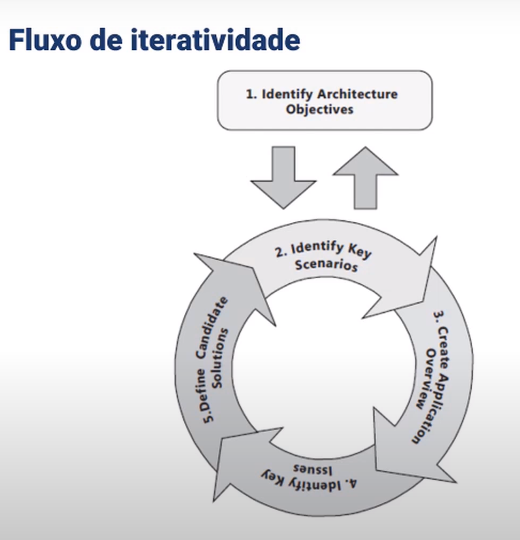 Fluxo de iteratividade
1. Identify Architecture
Objectives
2. Identify Key
Scenarios
3. Create Application
Overview
4. Identify Key
Issues
5.Define Candidate
Solutions